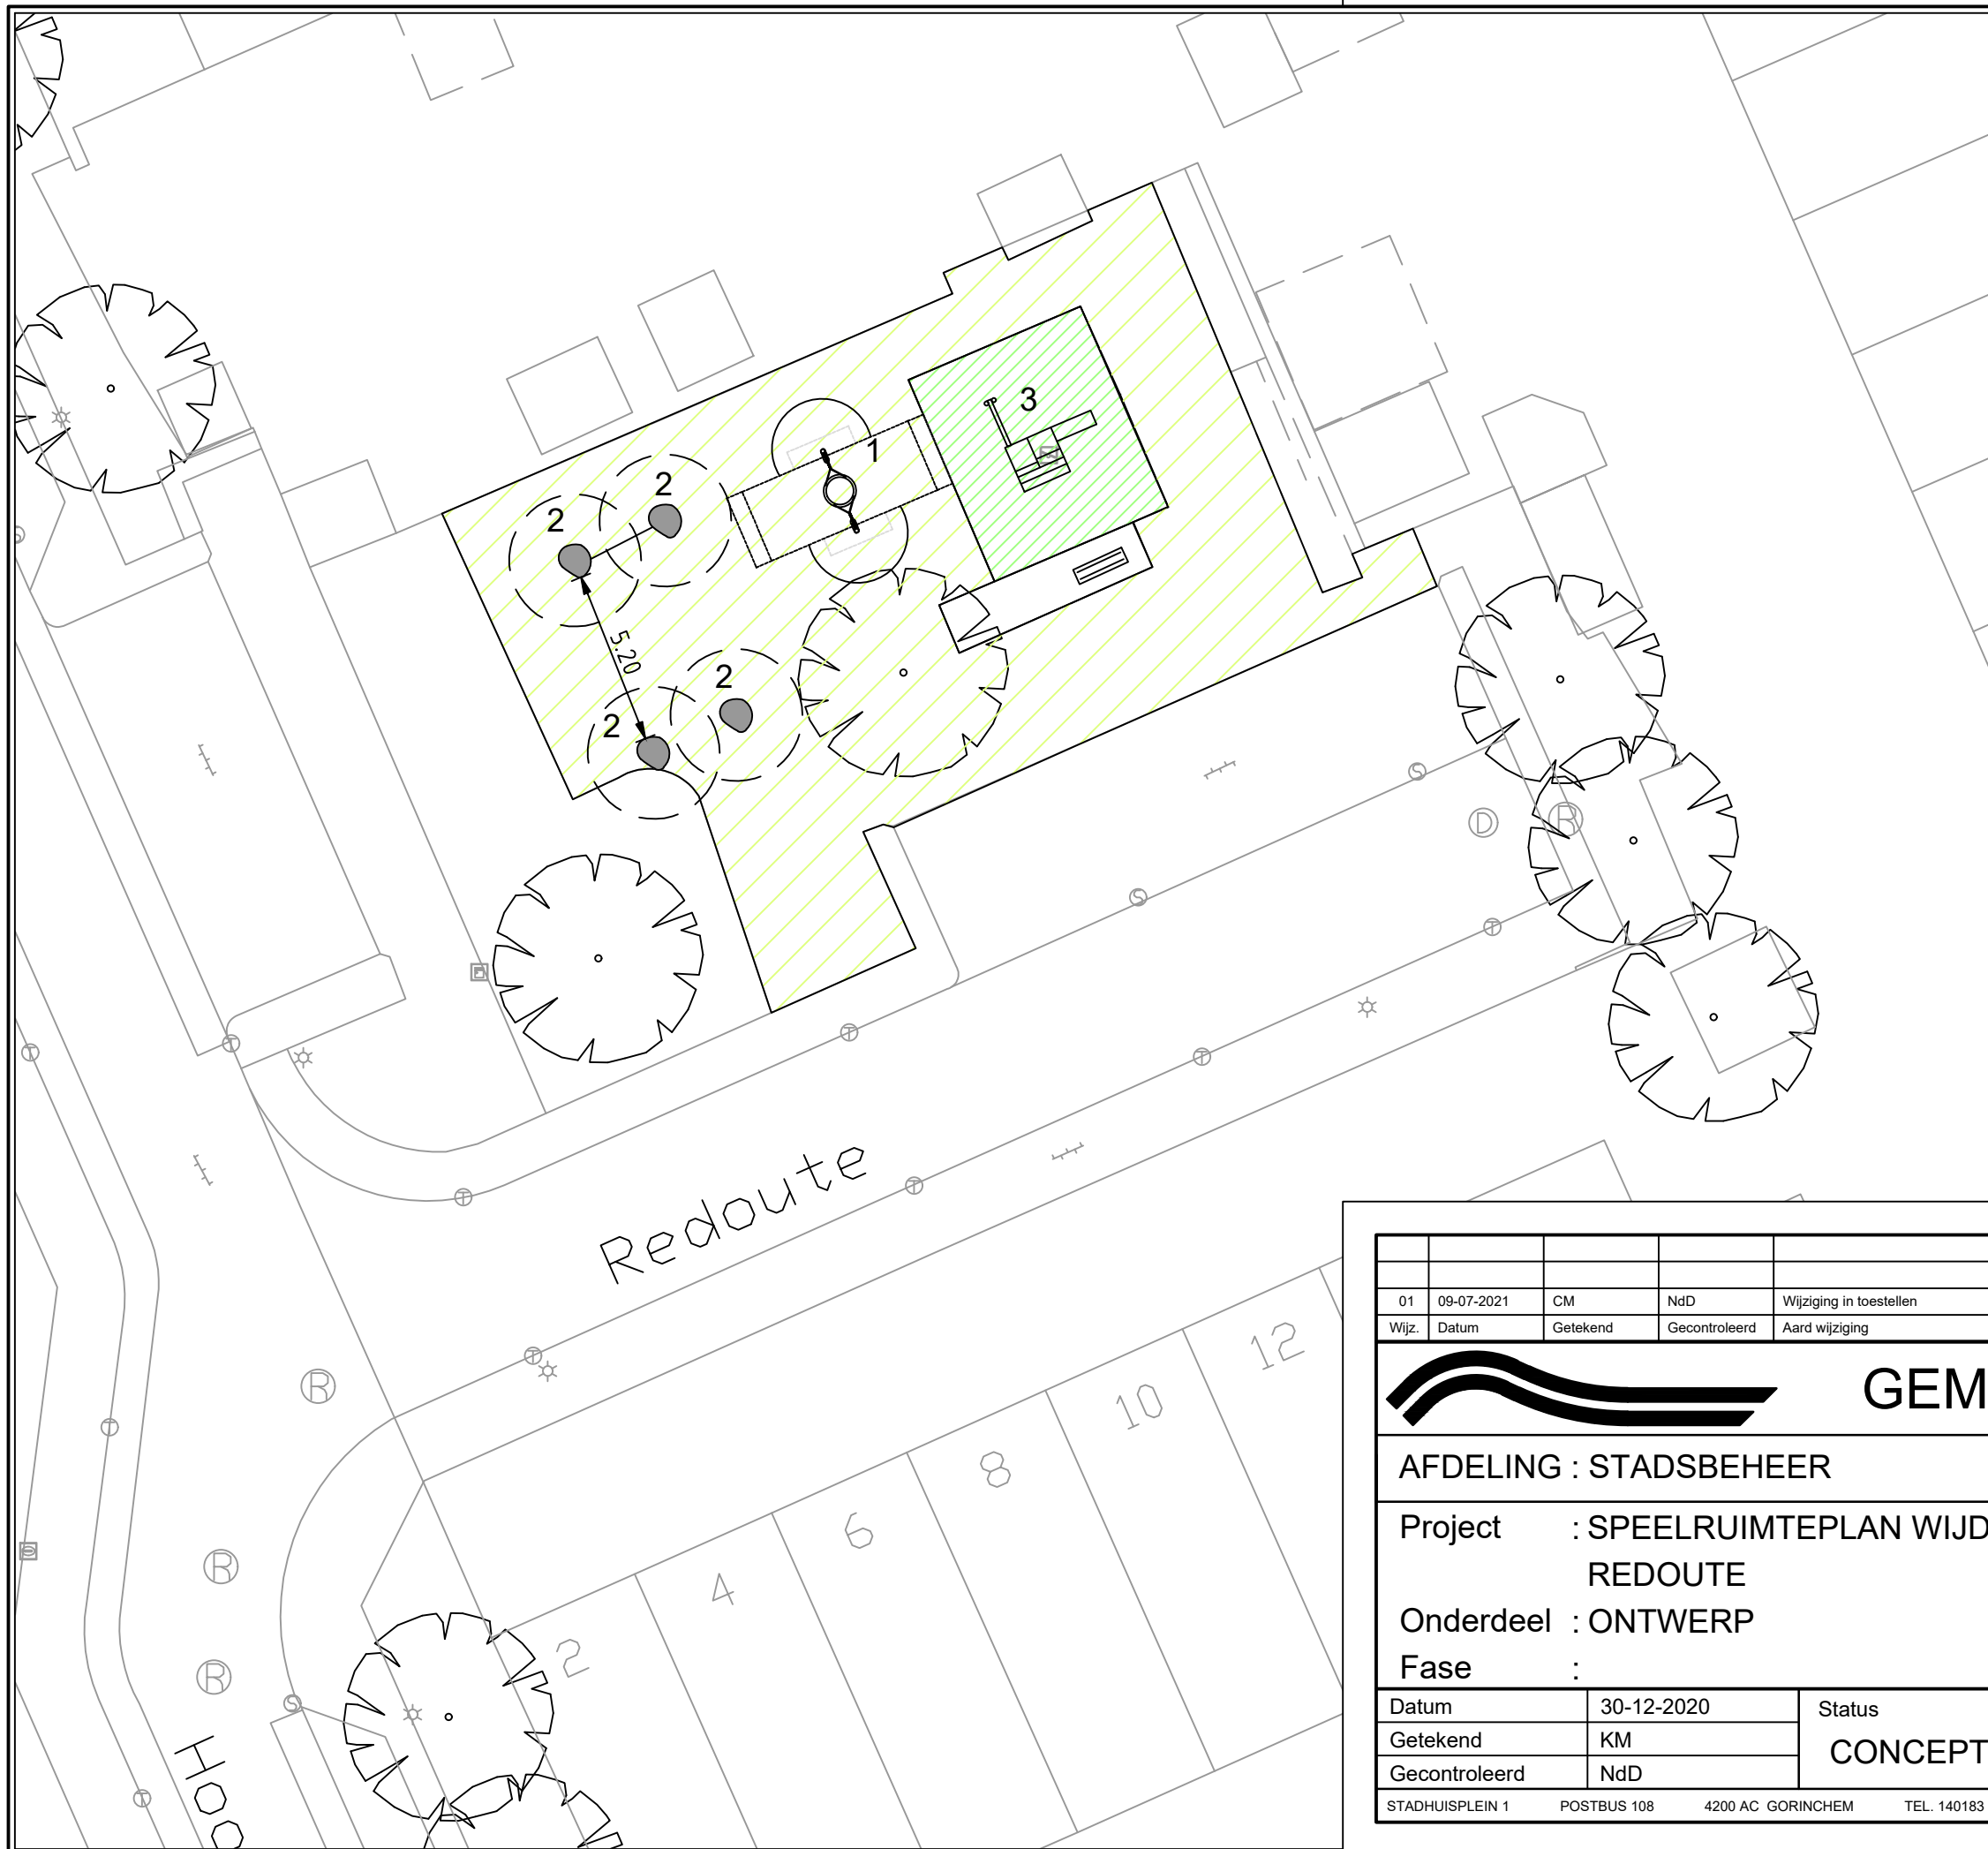 3
1
2
2
5.20
2
2
D
R
Redoute
R
R
R
12
10
8
6
4
2
Hoo
01 09-07-2021 CM NdD Wijziging in toestellen
Wijz. Datum Getekend Gecontroleerd Aard wijziging
GEM
AFDELING : STADSBEHEER
Project : SPEELRUIMTEPLAN WIJD
REDOUTE
Onderdeel : ONTWERP
Fase :
Datum 30-12-2020 Status
Getekend KM CONCEPT
Gecontroleerd NdD
STADHUISPLEIN 1 POSTBUS 108 4200 AC GORINCHEM TEL. 140183